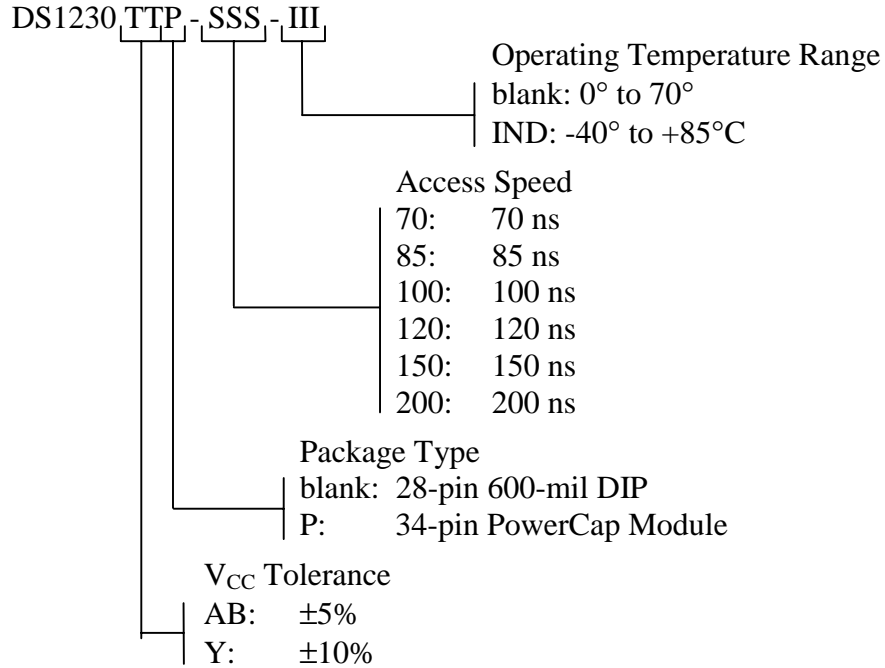 DS1230 TTP - SSS - III
Operating Temperature Range
blank: 0° to 70°
IND: -40° to +85°C
Access Speed
70: 70 ns
85: 85 ns
100: 100 ns
120: 120 ns
150: 150 ns
200: 200 ns
Package Type
blank: 28-pin 600-mil DIP
P: 34-pin PowerCap Module
VCC Tolerance
AB: ±5%
Y: ±10%